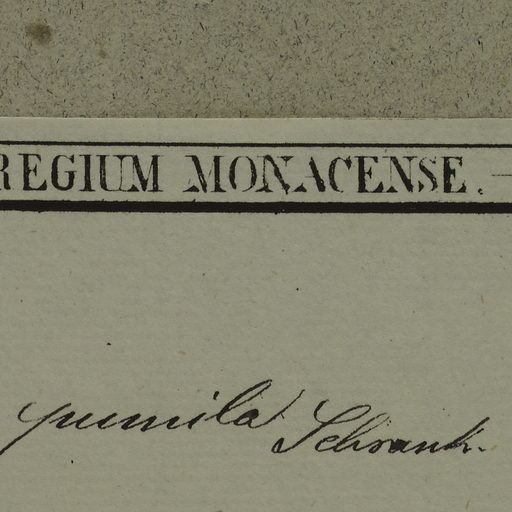 REGIUM MONACENSE. —
pumila Schrank.